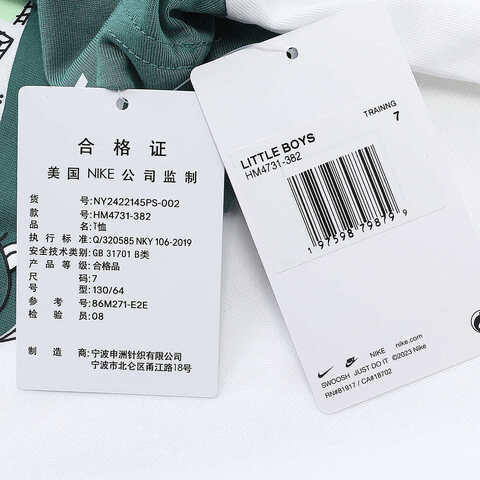 合格证
美国 NIKE 公司监制
货 号:NY2422145PS-002
款 号:HM4731-382
品 名:T恤
执行标准:Q/320585 NKY 106-2019
安全技术类别:GB 31701 B类
产品等级:合格品
尺 码:7
号 型:130/64
参 考 号:86M271-E2E
检 验 员:08
制 造 商:宁波申洲针织有限公司
宁波市北仑区甬江路18号
TRAINNG
7
LITTLE BOYS
HM4731-382
1 97598 79819 9
NIKE nike.com
SWOOSH JUST DO IT ©2023 Nike
RN#81917 / CA#18702